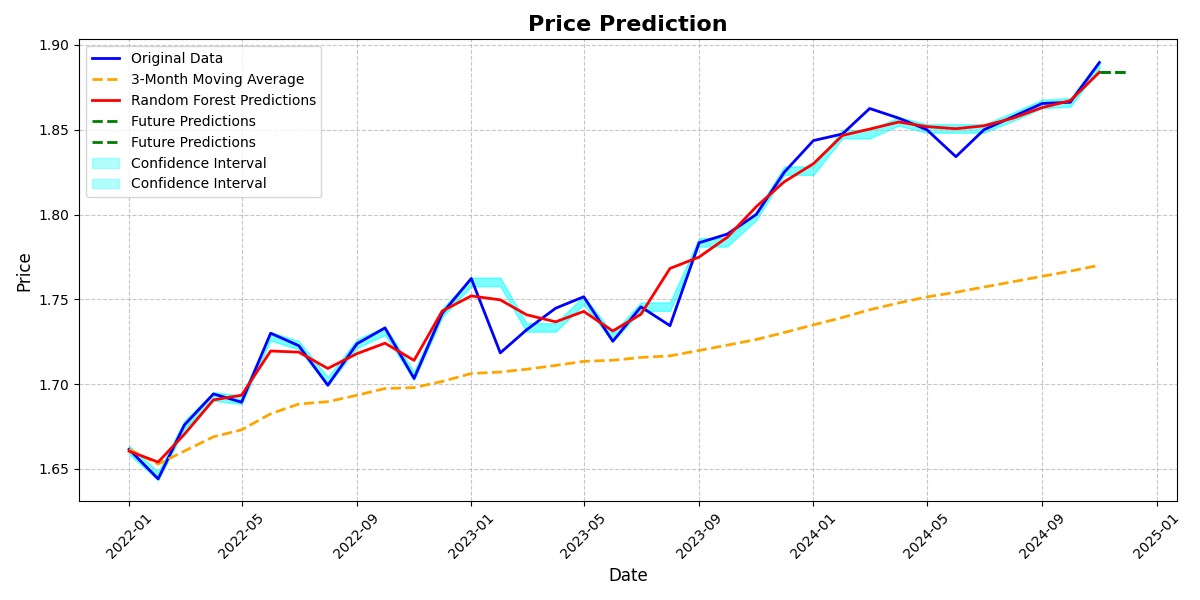 Price Prediction
Price
1.90
1.85
1.80
1.75
1.70
1.65
Original Data
3-Month Moving Average
Random Forest Predictions
Future Predictions
Future Predictions
Confidence Interval
Confidence Interval
2022-01
2022-05
2022-09
2023-01
2023-05
2023-09
2024-01
2024-05
2024-09
2025-01
Date